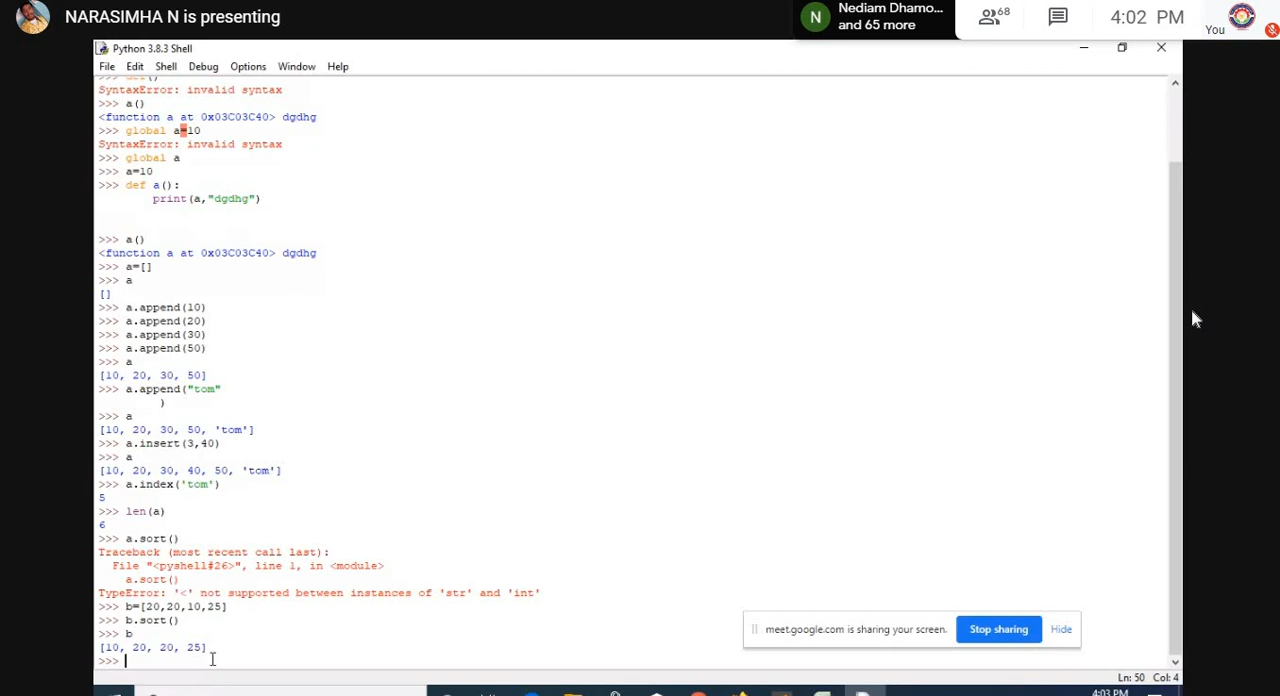 NARASIMHA N is presenting
N
Nediam Dhamo...
and 65 more
68
4:02 PM
You
Python 3.8.3 Shell
File Edit Shell Debug Options Window Help
SyntaxError: invalid syntax
>>> a()
<function a at 0x03C03C40> dgdhg
>>> global a=10
SyntaxError: invalid syntax
>>> global a
>>> a=10
>>> def a():
print(a,"dgdhg")
>>> a()
<function a at 0x03C03C40> dgdhg
>>> a=[]
>>> a
[]
>>> a.append(10)
>>> a.append(20)
>>> a.append(30)
>>> a.append(50)
>>> a
[10, 20, 30, 50]
>>> a.append("tom"
)
>>> a
[10, 20, 30, 50, 'tom']
>>> a.insert(3,40)
>>> a
[10, 20, 30, 40, 50, 'tom']
>>> a.index('tom')
5
>>> len(a)
6
>>> a.sort()
Traceback (most recent call last):
File "<pyshell#26>", line 1, in <module>
a.sort()
TypeError: '<' not supported between instances of 'str' and 'int'
>>> b=[20,20,10,25]
>>> b.sort()
>>> b
[10, 20, 20, 25]
>>>
meet.google.com is sharing your screen. Stop sharing Hide
Ln: 50 Col: 4
4:03 PM